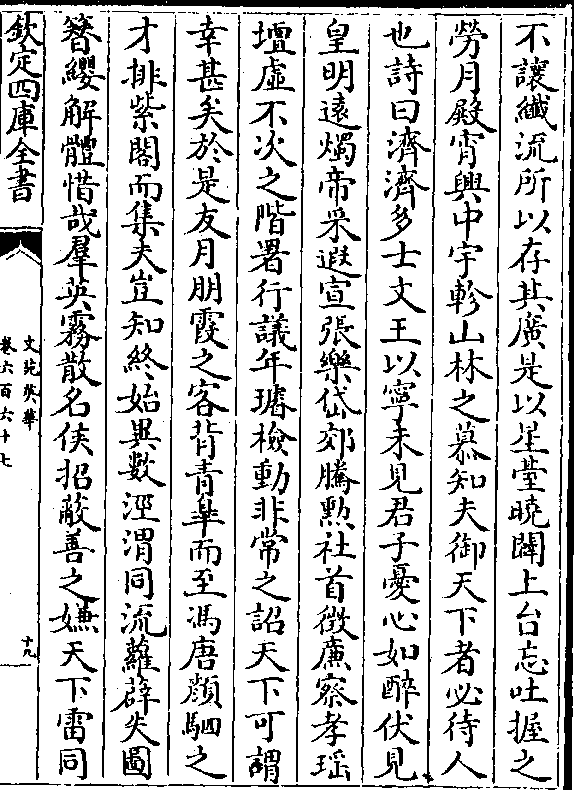 不讓纖流所以存其廣是以星臺曉闢上台忘吐握之
勞月殿宵興中宇軫山林之慕知夫御天下者必待人
也詩曰濟濟多士文王以寧未見君子憂心如醉伏見
皇明遠燭帝采遐宣張樂岱郊騰勲社首徴廉察孝瑶
壇虛不次之階署行議年璿檢動非常之詔天下可謂
幸甚矣於是友月朋霞之客背青臯而至馮唐顔駟之
才排紫閣而集夫豈知終始異數涇渭同流蘿薜失圖
簪纓解體惜哉羣英霧散名侠招蔽善之嫌天下雷同
欽定四庫全書
文苑英華
卷六百六十七
十九